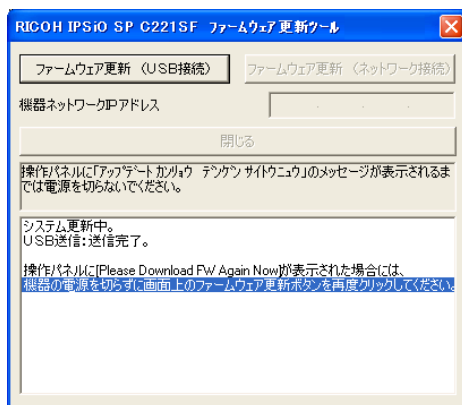 RICOH IPSiO SP C221SF ファームウェア更新ツール
ファームウェア更新 （USB接続）
ファームウェア更新 （ネットワーク接続）
機器ネットワークIPアドレス
. . .
閉じる
操作パネルに「アップデート カンリョウ デンゲン サイトウニュウ」のメッセージが表示されるま
では電源を切らないでください。
システム更新中。
USB送信：送信完了。
操作パネルに[Please Download FW Again Now]が表示された場合には、
機器の電源を切らずに画面上のファームウェア更新ボタンを再度クリックしてください。